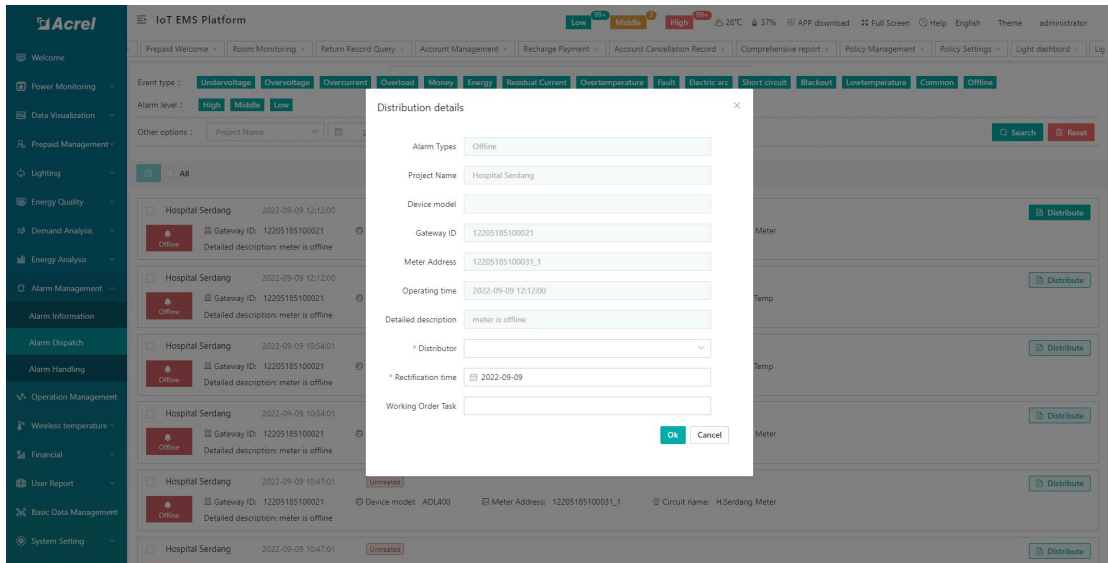 Acrel
IoT EMS Platform
Low 99+ Middle High 99+ 28℃ 37% APP download Full Screen Help English Theme administrator
Prepaid Welcome × Room Monitoring × Return Record Query × Account Management × Recharge Payment × Account Cancellation Record × Comprehensive report × Policy Management × Policy Settings × Light dashbord × Lig
Welcome
Power Monitoring
Data Visualization
Prepaid Management
Lighting
Energy Quality
Demand Analysis
Energy Analysis
Alarm Management
Alarm Information
Alarm Dispatch
Alarm Handling
Operation Management
Wireless temperature
Financial
User Report
Basic Data Management
System Setting
Event type : Undervoltage Overvoltage Overcurrent Overload Money Energy Residual Current Overtemperature Fault Electric arc Short circuit Blackout Lowtemperature Common Offline
Alarm level : High Middle Low
Other options : Project Name
Search Reset
All
Hospital Serdang 2022-09-09 12:12:00 Distribute
Offline Gateway ID: 12205185100021 Meter
Detailed description: meter is offline
Hospital Serdang 2022-09-09 12:12:00 Distribute
Offline Gateway ID: 12205185100021 Temp
Detailed description: meter is offline
Hospital Serdang 2022-09-09 10:54:01 Distribute
Offline Gateway ID: 12205185100021 Temp
Detailed description: meter is offline
Hospital Serdang 2022-09-09 10:54:01 Distribute
Offline Gateway ID: 12205185100021 Meter
Detailed description: meter is offline
Hospital Serdang 2022-09-09 10:47:01 Untreated Distribute
Offline Gateway ID: 12205185100021 Device model: ADL400 Meter Address: 12205185100031_1 Circuit name: H.Serdang Meter
Detailed description: meter is offline
Hospital Serdang 2022-09-09 10:47:01 Untreated Distribute
Distribution details ×
Alarm Types Offline
Project Name Hospital Serdang
Device model
Gateway ID 12205185100021
Meter Address 12205185100031_1
Operating time 2022-09-09 12:12:00
Detailed description meter is offline
* Distributor
* Rectification time 2022-09-09
Working Order Task
Ok Cancel